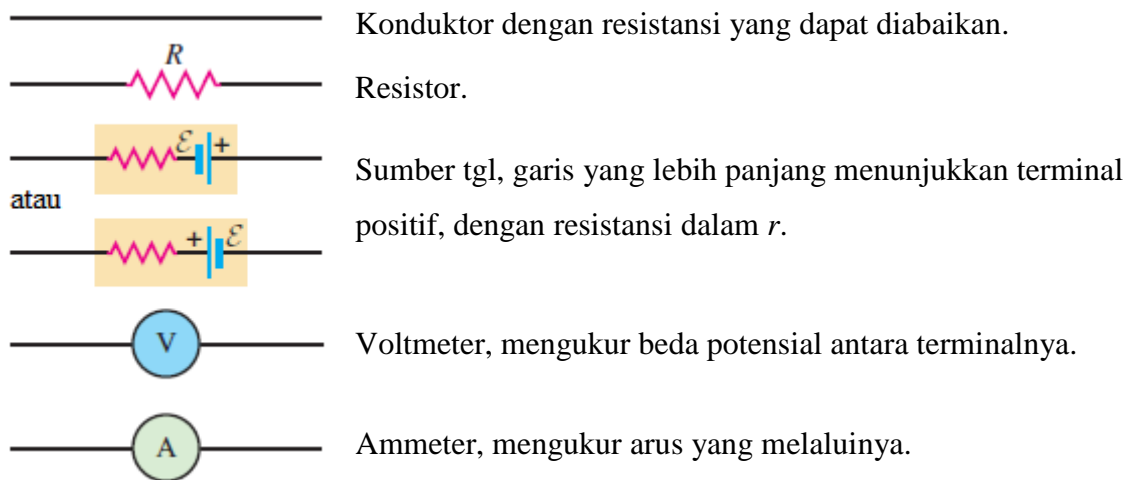 Konduktor dengan resistansi yang dapat diabaikan.
R
Resistor.
ℰ +
Sumber tgl, garis yang lebih panjang menunjukkan terminal
atau
positif, dengan resistansi dalam r.
+ ℰ
V
Voltmeter, mengukur beda potensial antara terminalnya.
A
Ammeter, mengukur arus yang melaluinya.